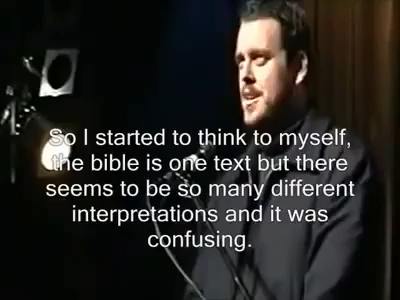 So I started to think to myself,
the bible is one text but there
seems to be so many different
interpretations and it was
confusing.